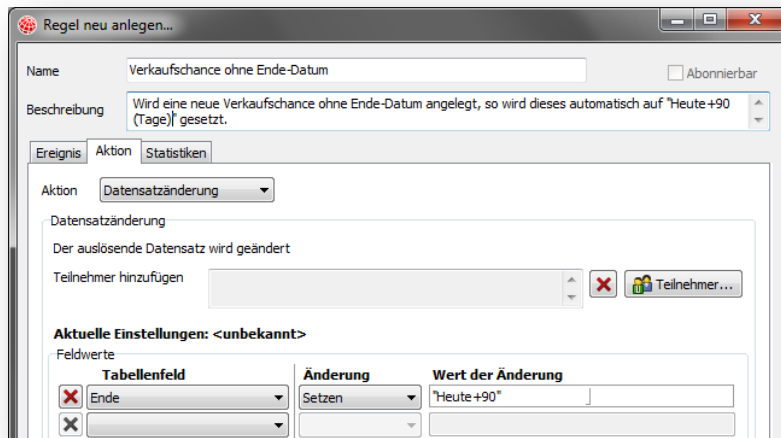 Regel neu anlegen...
Name Verkaufschance ohne Ende-Datum Abonnierbar
Beschreibung Wird eine neue Verkaufschance ohne Ende-Datum angelegt, so wird dieses automatisch auf "Heute+90
(Tage)" gesetzt.
Ereignis Aktion Statistiken
Aktion Datensatzänderung
Datensatzänderung
Der auslösende Datensatz wird geändert
Teilnehmer hinzufügen Teilnehmer...
Aktuelle Einstellungen: <unbekannt>
Feldwerte
Tabellenfeld Änderung Wert der Änderung
Ende Setzen "Heute+90"